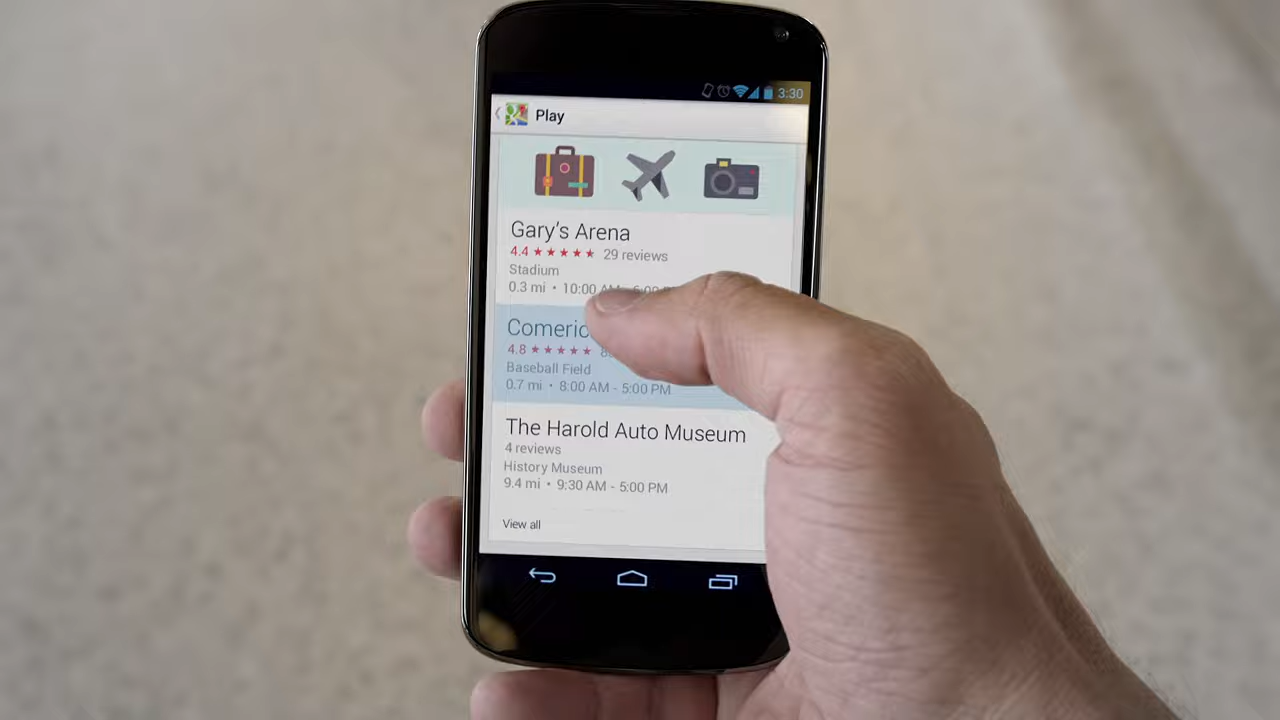 3:30
Play
Gary's Arena
4.4 ★★★★★ 29 reviews
Stadium
0.3 mi • 10:00 AM
4.8 ★★★★★
Baseball Field
0.7 mi • 8:00 AM - 5:00 PM
The Harold Auto Museum
4 reviews
History Museum
9.4 mi • 9:30 AM - 5:00 PM
View all